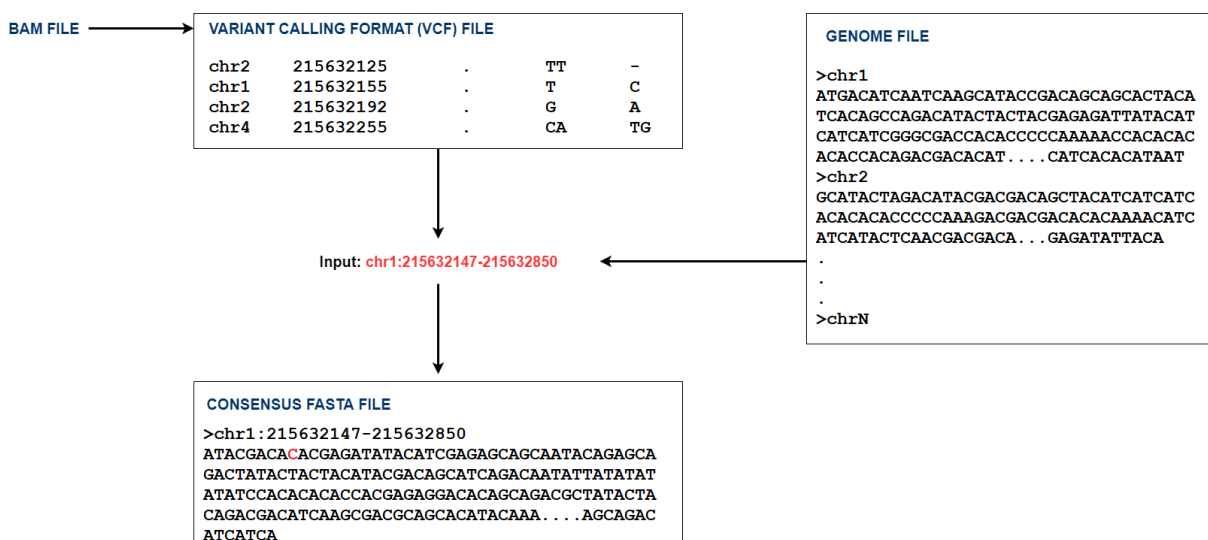 BAM FILE
VARIANT CALLING FORMAT (VCF) FILE
chr2 215632125 . TT -
chr1 215632155 . T C
chr2 215632192 . G A
chr4 215632255 . CA TG
GENOME FILE
>chr1
ATGACATCAATCAAGCATACCGACAGCAGCACTACA
TCACAGCCAGACATACTACTACGAGAGATTATACAT
CATCATCGGGCGACCACACCCCCAAAAACCACACAC
ACACCACAGACGACACAT....CATCACACATAAT
>chr2
GCATACTAGACATACGACGACAGCTACATCATCATC
ACACACACCCCCAAAGACGACGACACACAAAACATC
ATCATACTCAACGACGACA...GAGATATTACA
.
.
.
>chrN
Input: chr1:215632147-215632850
CONSENSUS FASTA FILE
>chr1:215632147-215632850
ATACGACACACGAGATATACATCGAGAGCAGCAATACAGAGCA
GACTATACTACTACATACGACAGCATCAGACAATATTATATAT
ATATCCACACACACCACGAGAGGACACAGCAGACGCTATACTA
CAGACGACATCAAGCGACGCAGCACATACAAA....AGCAGAC
ATCATCA